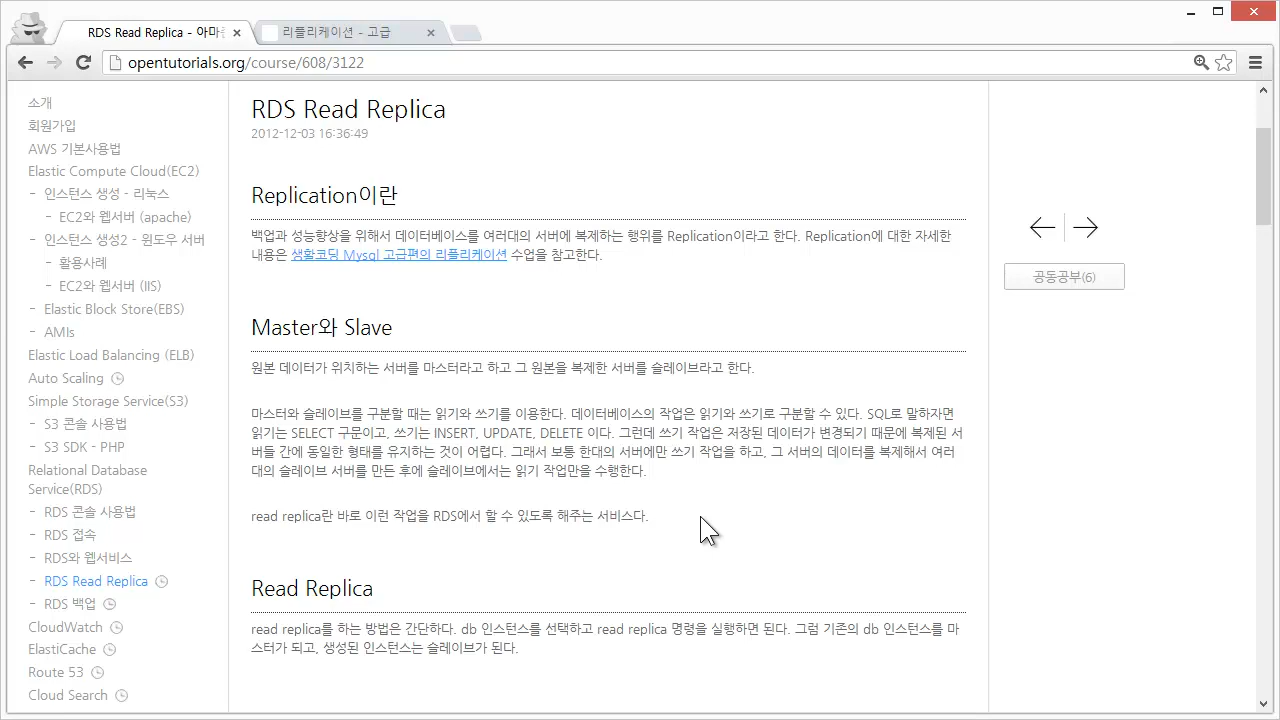 RDS Read Replica - 아마존
리플리케이션 - 고급
opentutorials.org/course/608/3122
소개
회원가입
AWS 기본사용법
Elastic Compute Cloud(EC2)
- 인스턴스 생성 - 리눅스
- EC2와 웹서버 (apache)
- 인스턴스 생성2 - 윈도우 서버
- 활용사례
- EC2와 웹서버 (IIS)
- Elastic Block Store(EBS)
- AMIs
Elastic Load Balancing (ELB)
Auto Scaling
Simple Storage Service(S3)
- S3 콘솔 사용법
- S3 SDK - PHP
Relational Database
Service(RDS)
- RDS 콘솔 사용법
- RDS 접속
- RDS와 웹서비스
- RDS Read Replica
- RDS 백업
CloudWatch
ElastiCache
Route 53
Cloud Search
RDS Read Replica
2012-12-03 16:36:49
Replication이란
백업과 성능향상을 위해서 데이터베이스를 여러대의 서버에 복제하는 행위를 Replication이라고 한다. Replication에 대한 자세한
내용은 생활코딩 Mysql 고급편의 리플리케이션 수업을 참고한다.
Master와 Slave
원본 데이터가 위치하는 서버를 마스터라고 하고 그 원본을 복제한 서버를 슬레이브라고 한다.
마스터와 슬레이브를 구분할 때는 읽기와 쓰기를 이용한다. 데이터베이스의 작업은 읽기와 쓰기로 구분할 수 있다. SQL로 말하자면
읽기는 SELECT 구문이고, 쓰기는 INSERT, UPDATE, DELETE 이다. 그런데 쓰기 작업은 저장된 데이터가 변경되기 때문에 복제된 서
버들 간에 동일한 형태를 유지하는 것이 어렵다. 그래서 보통 한대의 서버에만 쓰기 작업을 하고, 그 서버의 데이터를 복제해서 여러
대의 슬레이브 서버를 만든 후에 슬레이브에서는 읽기 작업만을 수행한다.
read replica란 바로 이런 작업을 RDS에서 할 수 있도록 해주는 서비스다.
Read Replica
read replica를 하는 방법은 간단하다. db 인스턴스를 선택하고 read replica 명령을 실행하면 된다. 그럼 기존의 db 인스턴스를 마
스터가 되고, 생성된 인스턴스는 슬레이브가 된다.
공동공부(6)